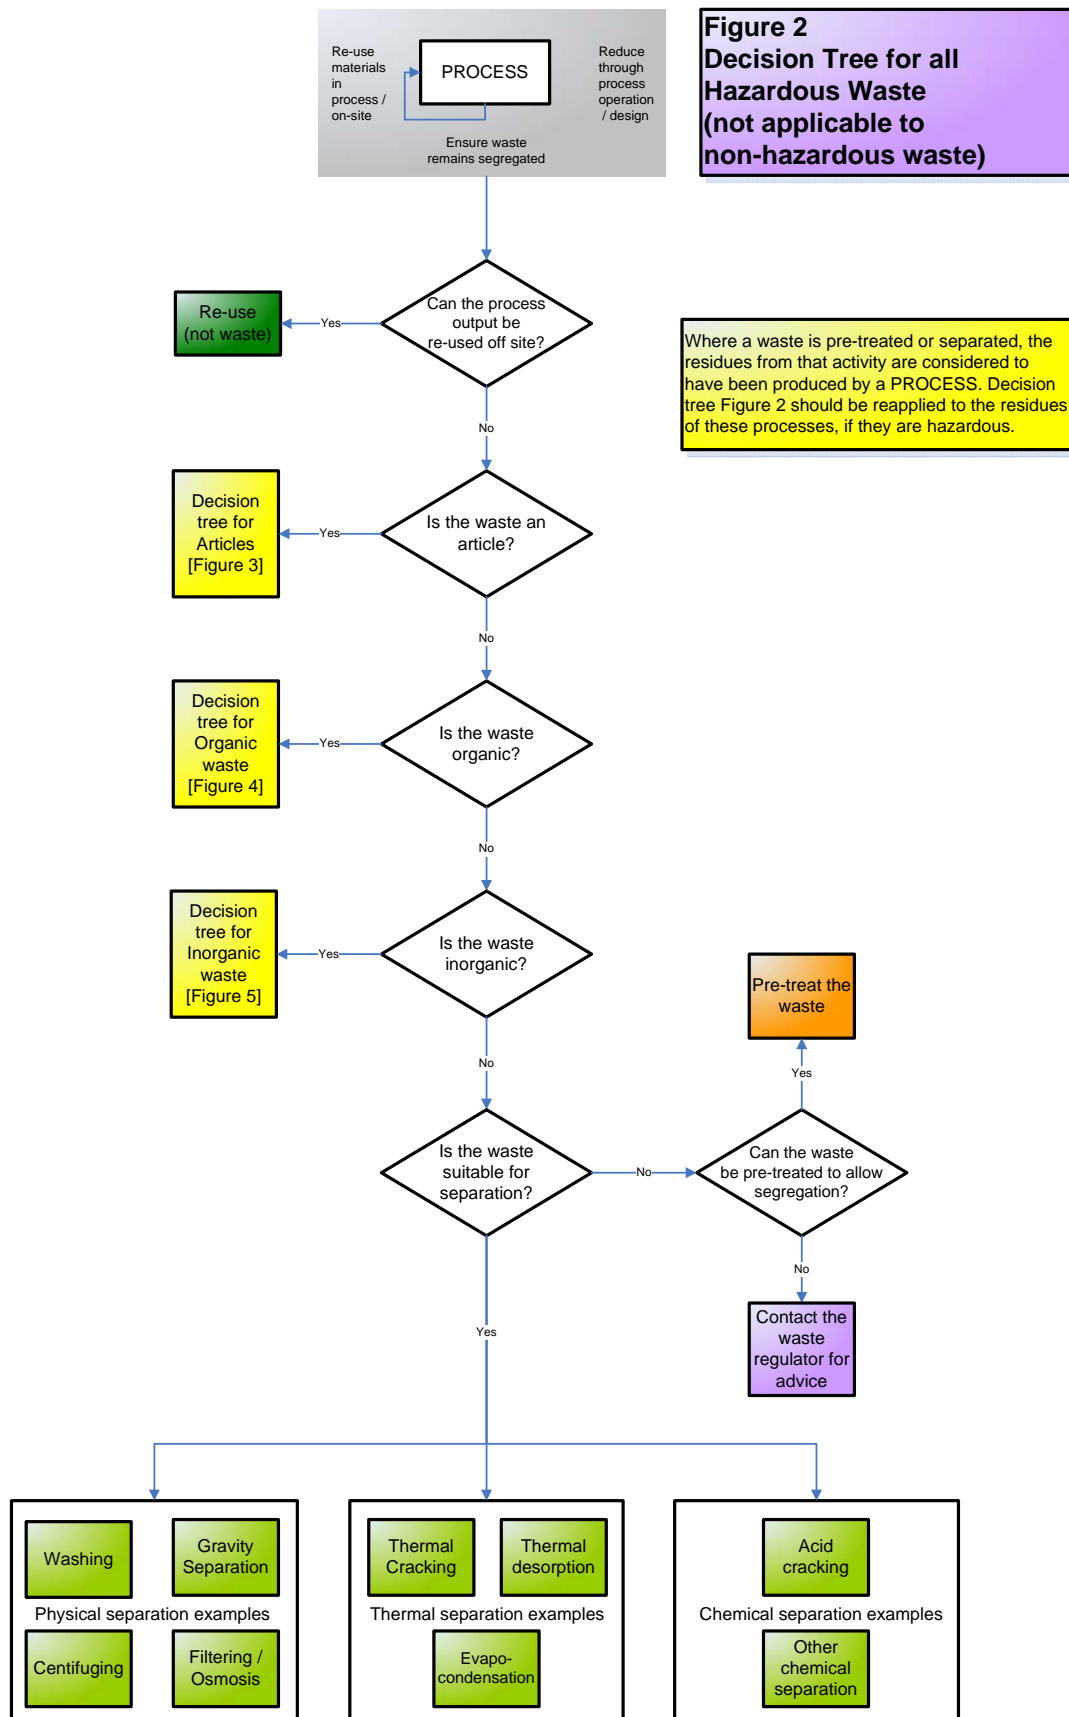 Figure 2
Decision Tree for all
Hazardous Waste
(not applicable to
non-hazardous waste)
Re-use
materials
in
process /
on-site
PROCESS
Reduce
through
process
operation
/ design
Ensure waste
remains segregated
Can the process
output be
re-used off site?
Yes
Re-use
(not waste)
Where a waste is pre-treated or separated, the
residues from that activity are considered to
have been produced by a PROCESS. Decision
tree Figure 2 should be reapplied to the residues
of these processes, if they are hazardous.
No
Is the waste an
article?
Yes
Decision
tree for
Articles
[Figure 3]
No
Is the waste
organic?
Yes
Decision
tree for
Organic
waste
[Figure 4]
No
Is the waste
inorganic?
Yes
Decision
tree for
Inorganic
waste
[Figure 5]
No
Is the waste
suitable for
separation?
No
Can the waste
be pre-treated to allow
segregation?
Yes
Pre-treat the
waste
No
Contact the
waste
regulator for
advice
Yes
Washing
Gravity
Separation
Physical separation examples
Centifuging
Filtering /
Osmosis
Thermal
Cracking
Thermal
desorption
Thermal separation examples
Evapo-
condensation
Acid
cracking
Chemical separation examples
Other
chemical
separation